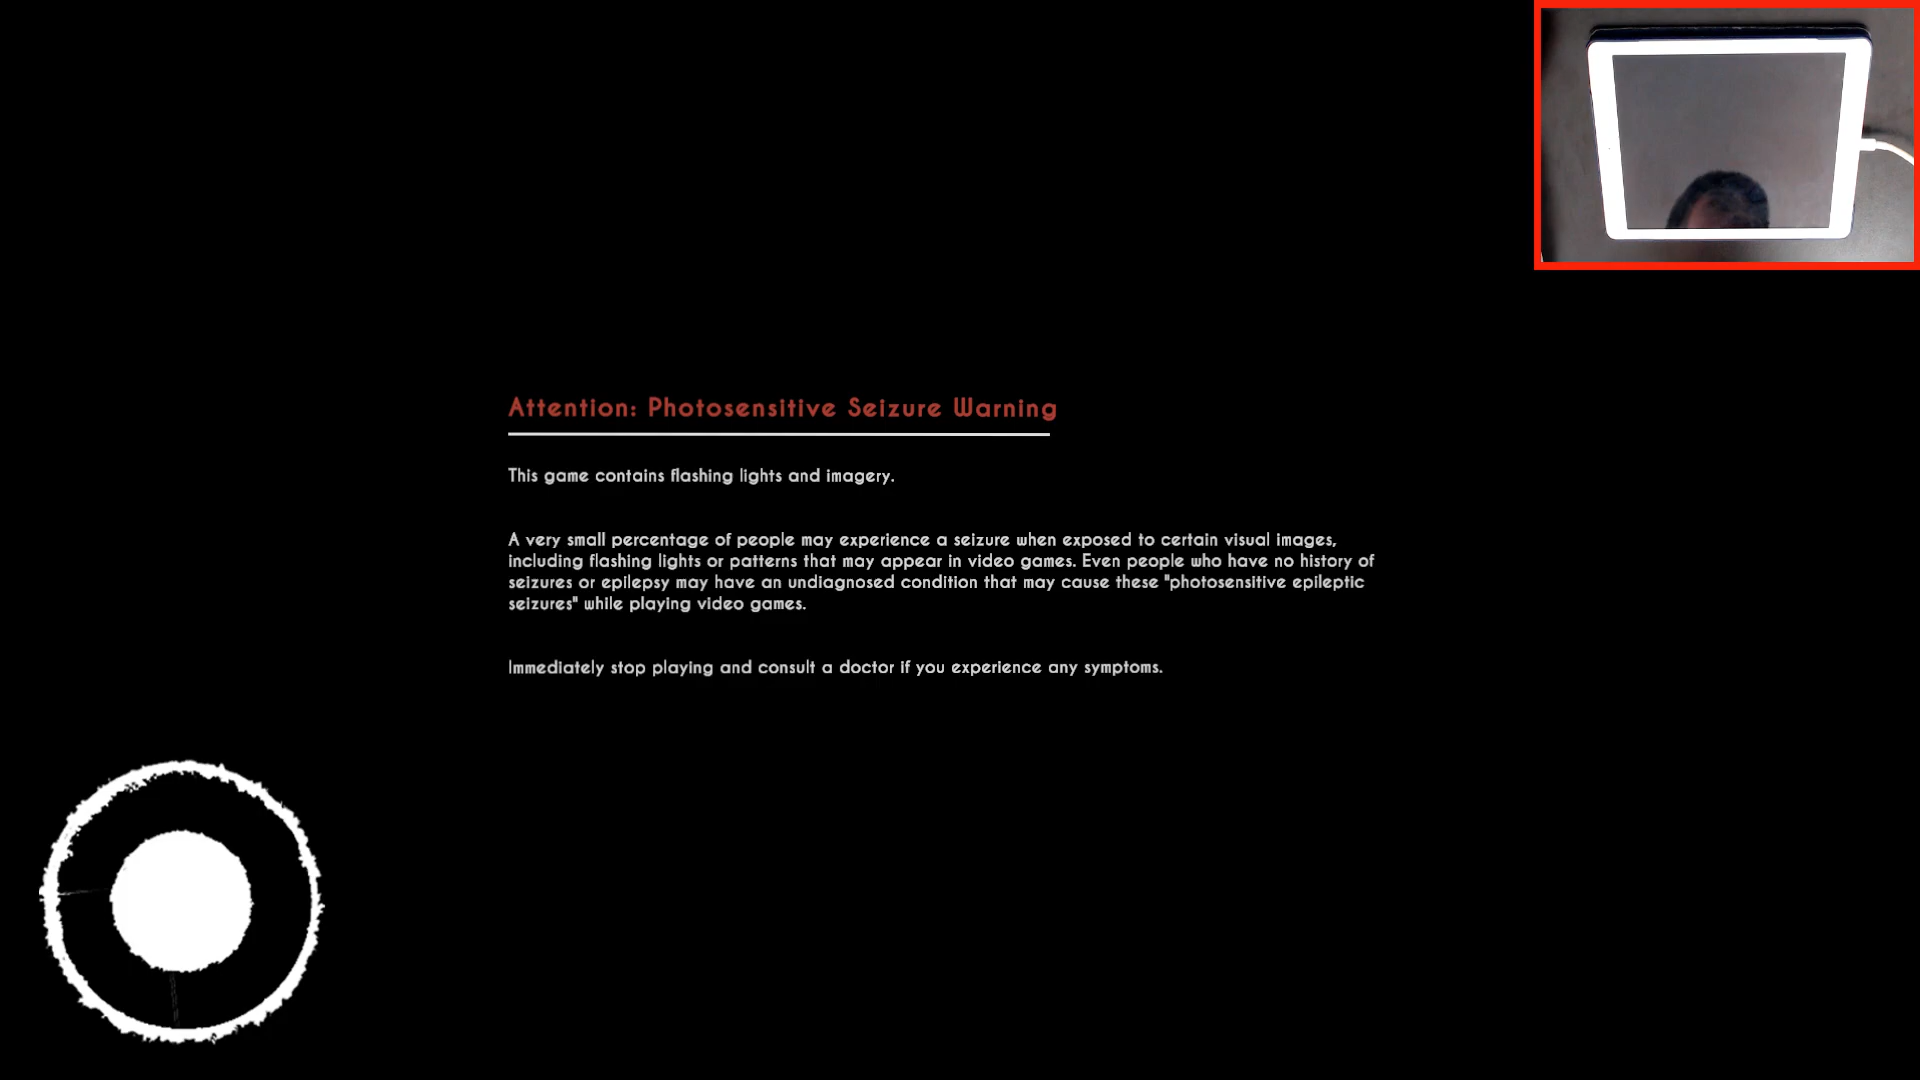 Attention: Photosensitive Seizure Warning
This game contains flashing lights and imagery.
A very small percentage of people may experience a seizure when exposed to certain visual images,
including flashing lights or patterns that may appear in video games. Even people who have no history of
seizures or epilepsy may have an undiagnosed condition that may cause these "photosensitive epileptic
seizures" while playing video games.
Immediately stop playing and consult a doctor if you experience any symptoms.